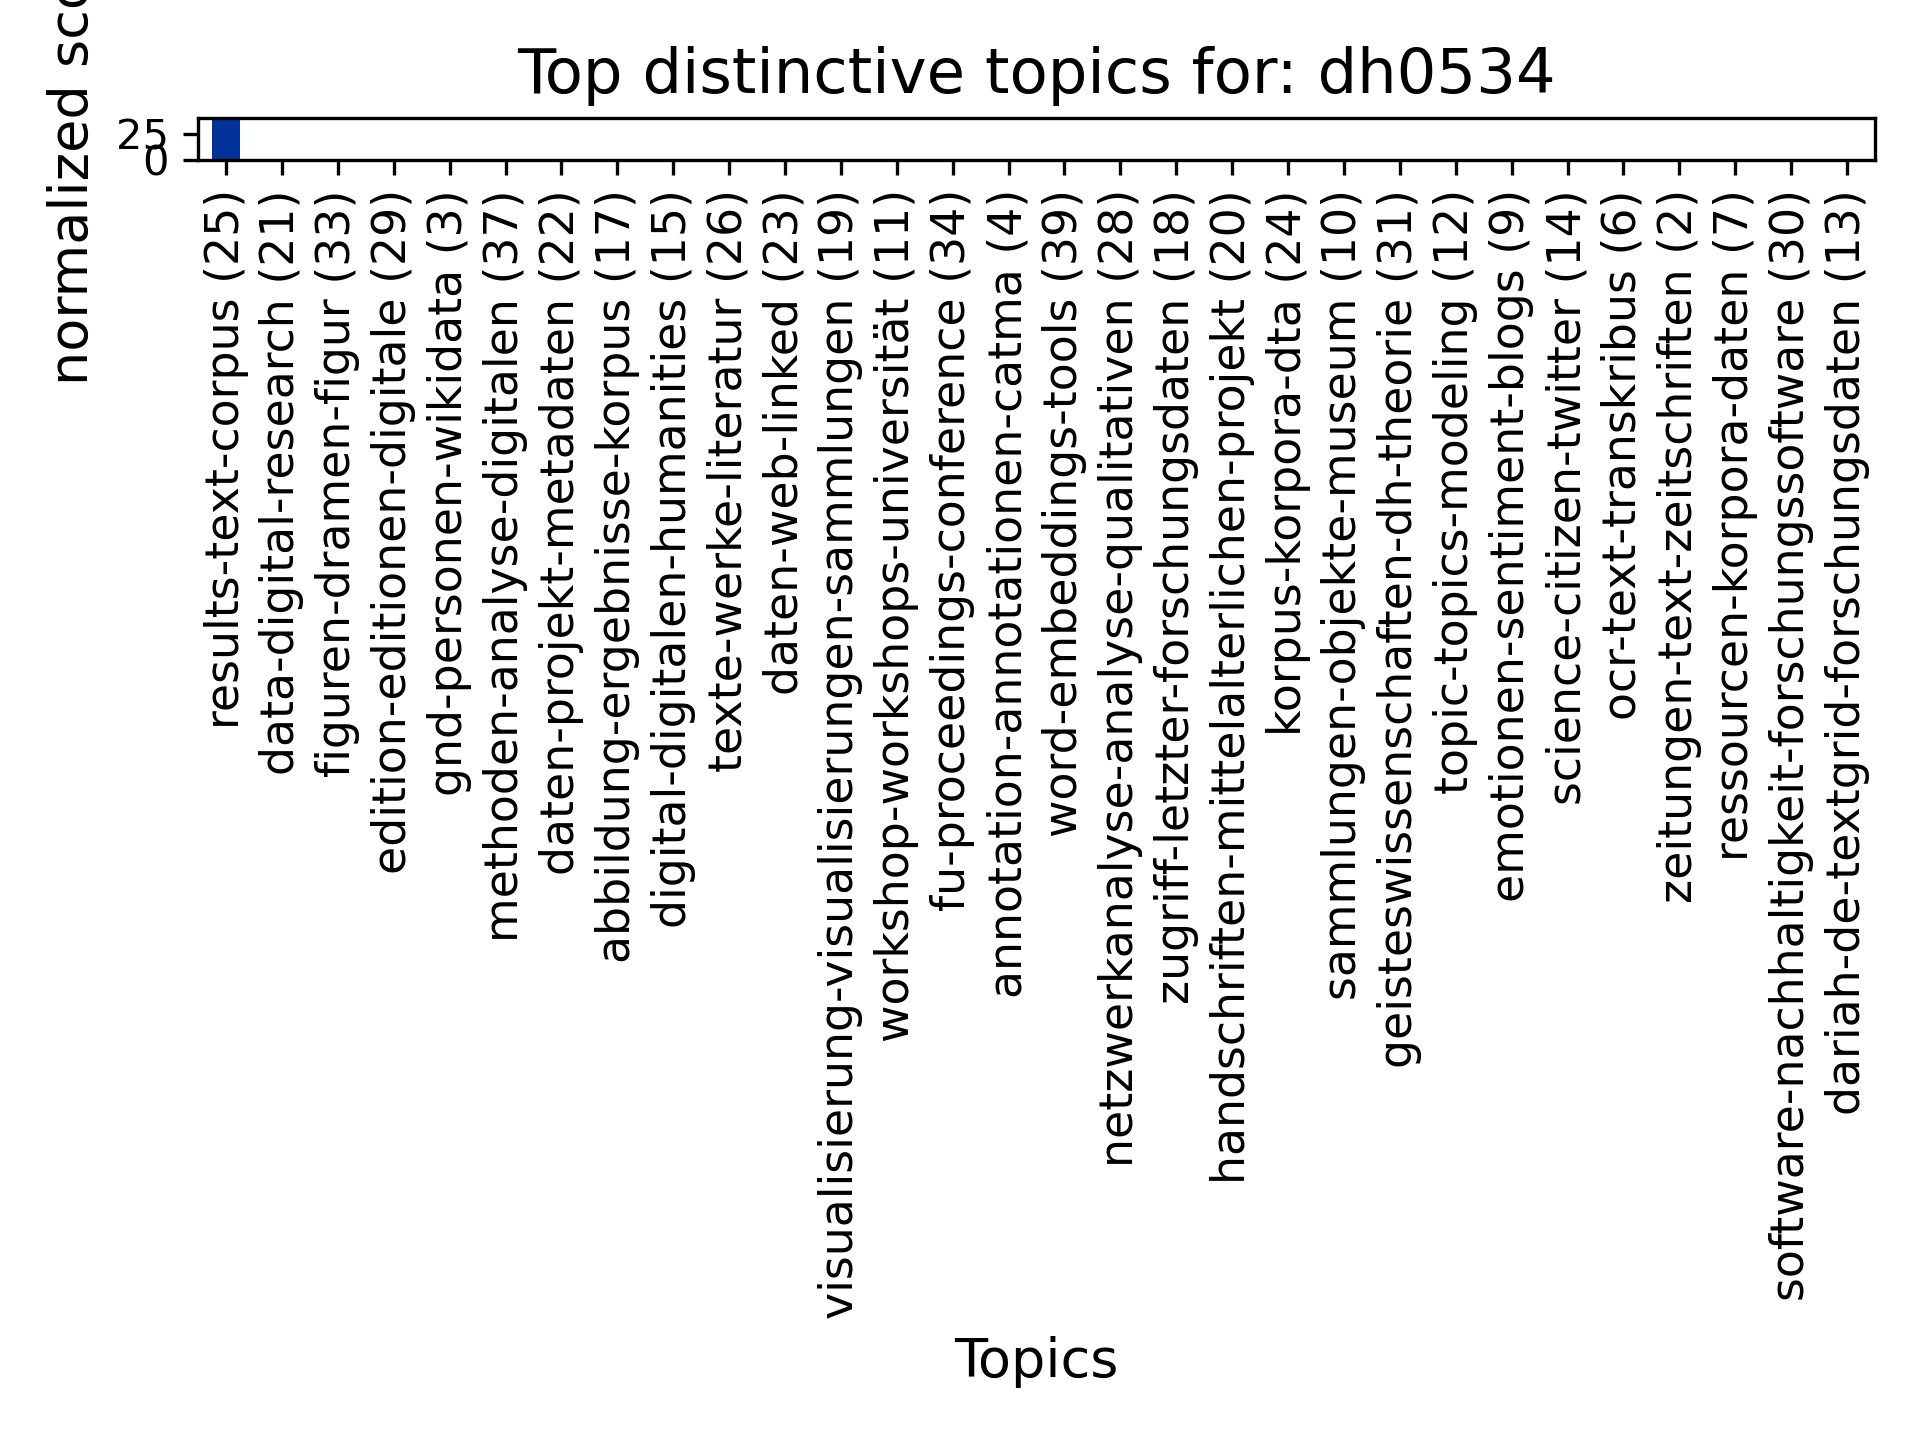 Top distinctive topics for: dh0534
normalized
25
0
results-text-corpus (25)
data-digital-research (21)
figuren-dramen-figur (33)
edition-editionen-digitale (29)
gnd-personen-wikidata (3)
methoden-analyse-digitalen (37)
daten-projekt-metadaten (22)
abbildung-ergebnisse-korpus (17)
digital-digitalen-humanities (15)
texte-werke-literatur (26)
daten-web-linked (23)
visualisierung-visualisierungen-sammlungen (19)
workshop-workshops-universität (11)
fu-proceedings-conference (34)
annotation-annotationen-catma (4)
word-embeddings-tools (39)
netzwerkanalyse-analyse-qualitativen (28)
zugriff-letzter-forschungsdaten (18)
handschriften-mittelalterlichen-projekt (20)
korpus-korpora-dta (24)
sammlungen-objekte-museum (10)
geisteswissenschaften-dh-theorie (31)
topic-topics-modeling (12)
emotionen-sentiment-blogs (9)
science-citizen-twitter (14)
ocr-text-transkribus (6)
zeitungen-text-zeitschriften (2)
ressourcen-korpora-daten (7)
software-nachhaltigkeit-forschungssoftware (30)
dariah-de-textgrid-forschungsdaten (13)
Topics